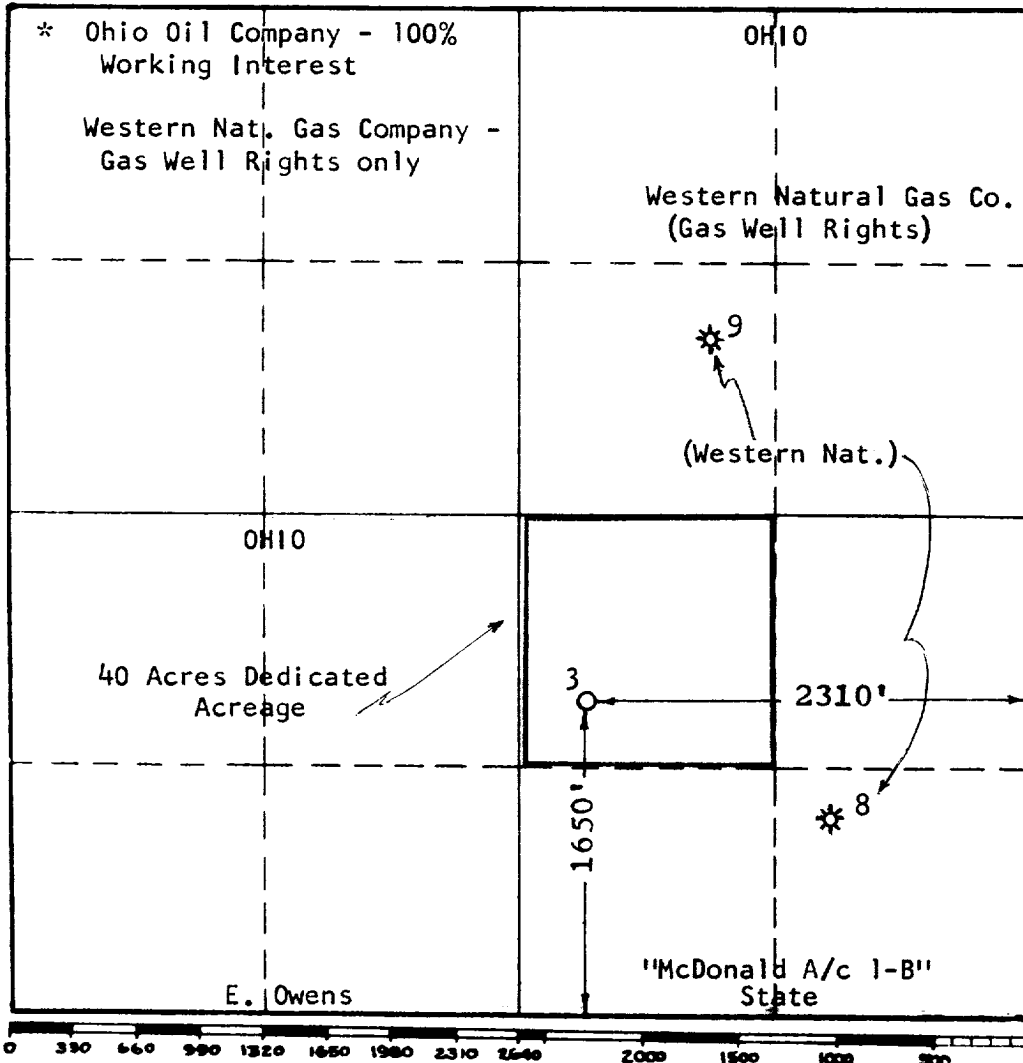 * Ohio Oil Company - 100%
Working Interest
OHIO
Western Nat. Gas Company -
Gas Well Rights only
Western Natural Gas Co.
(Gas Well Rights)
9
(Western Nat.)
OHIO
40 Acres Dedicated
Acreage
3
2310'
1650'
8
"McDonald A/c 1-B"
State
E. Owens
0 330 660 990 1320 1650 1980 2310 2640 2000 1500 1000 500